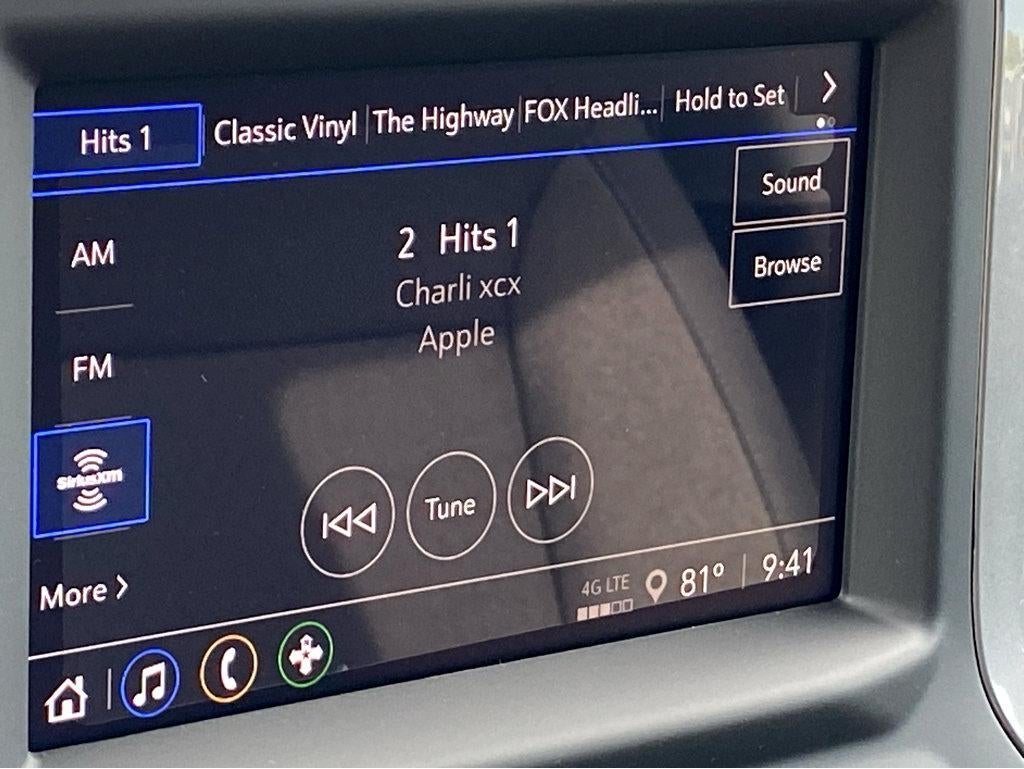 Hits 1
Classic Vinyl
The Highway
FOX Headli...
Hold to Set
Sound
Browse
AM
2 Hits 1
Charli xcx
Apple
FM
SiriusXM
Tune
More
4G LTE
81°
9:41